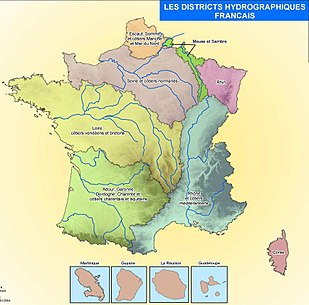 LES DISTRICTS HYDROGRAPHIQUES
FRANCAIS
Escaut, Somme
et côtiers Manche
et Mer du Nord
Meuse et Sambre
Rhin
Seine et côtiers normands
Loire,
côtiers vendéens et bretons
Adour, Garonne,
Dordogne, Charente et
côtiers charentais et aquitains
Rhône
et côtiers
méditerranéens
Corse
Martinique
Guyane
La Réunion
Guadeloupe